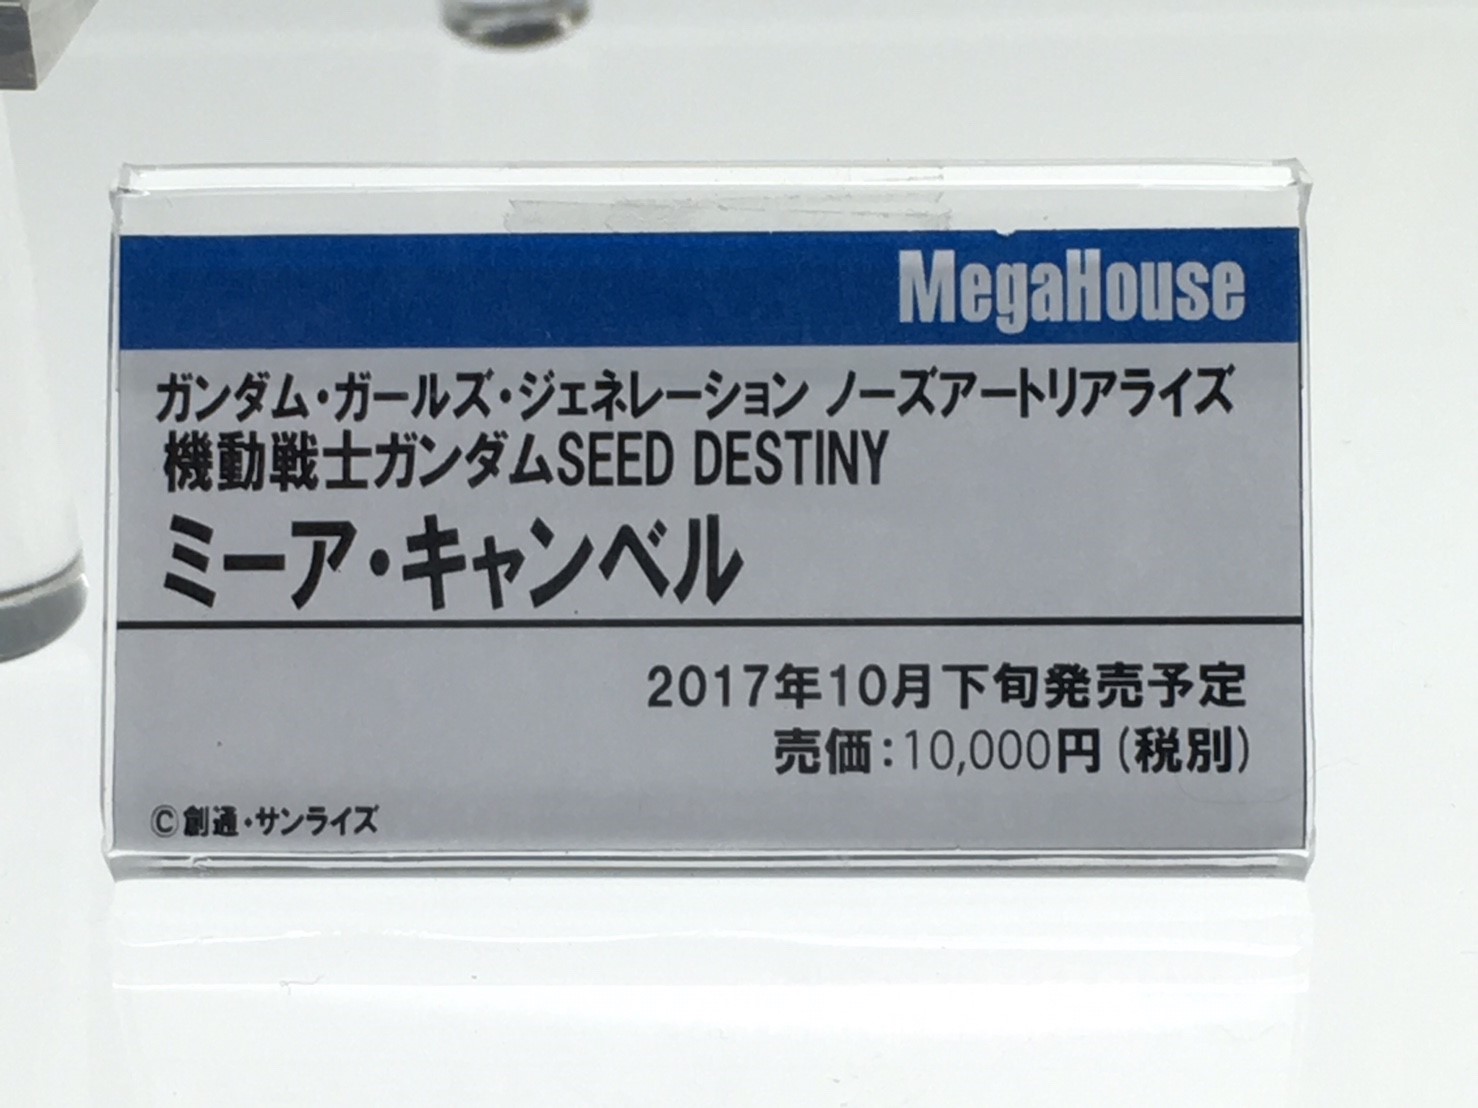 MegaHouse
ガンダム・ガールズ・ジェネレーション ノーズアートリアライズ
機動戦士ガンダムSEED DESTINY
ミーア・キャンベル
2017年10月下旬発売予定
売価:10,000円(税別)
©創通・サンライズ